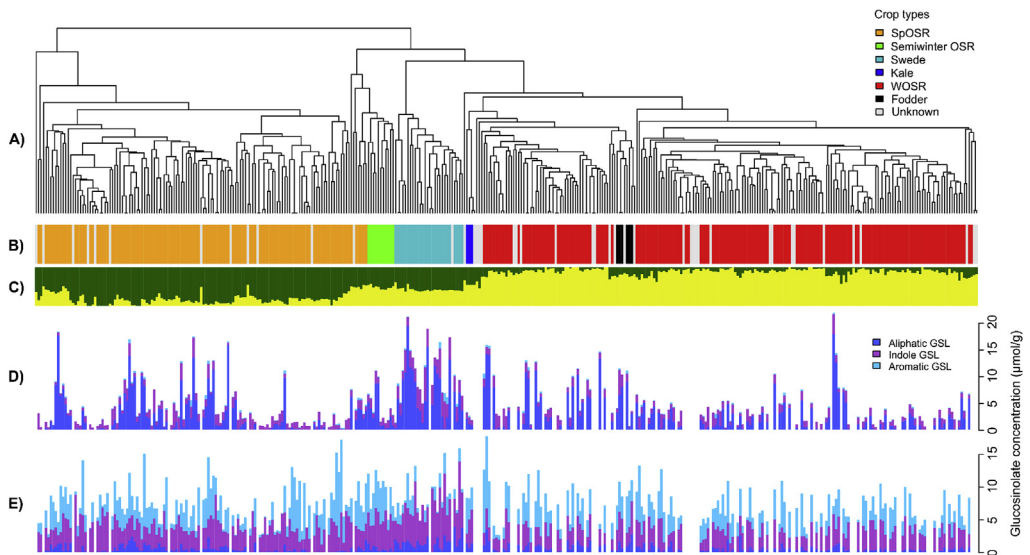 Crop types
SpOSR
Semiwinter OSR
Swede
Kale
WOSR
Fodder
Unknown
A)
B)
C)
D)
Aliphatic GSL
Indole GSL
Aromatic GSL
20
15
10
5
0
E)
15
10
5
0
Glucosinolate concentration (μmol/g)